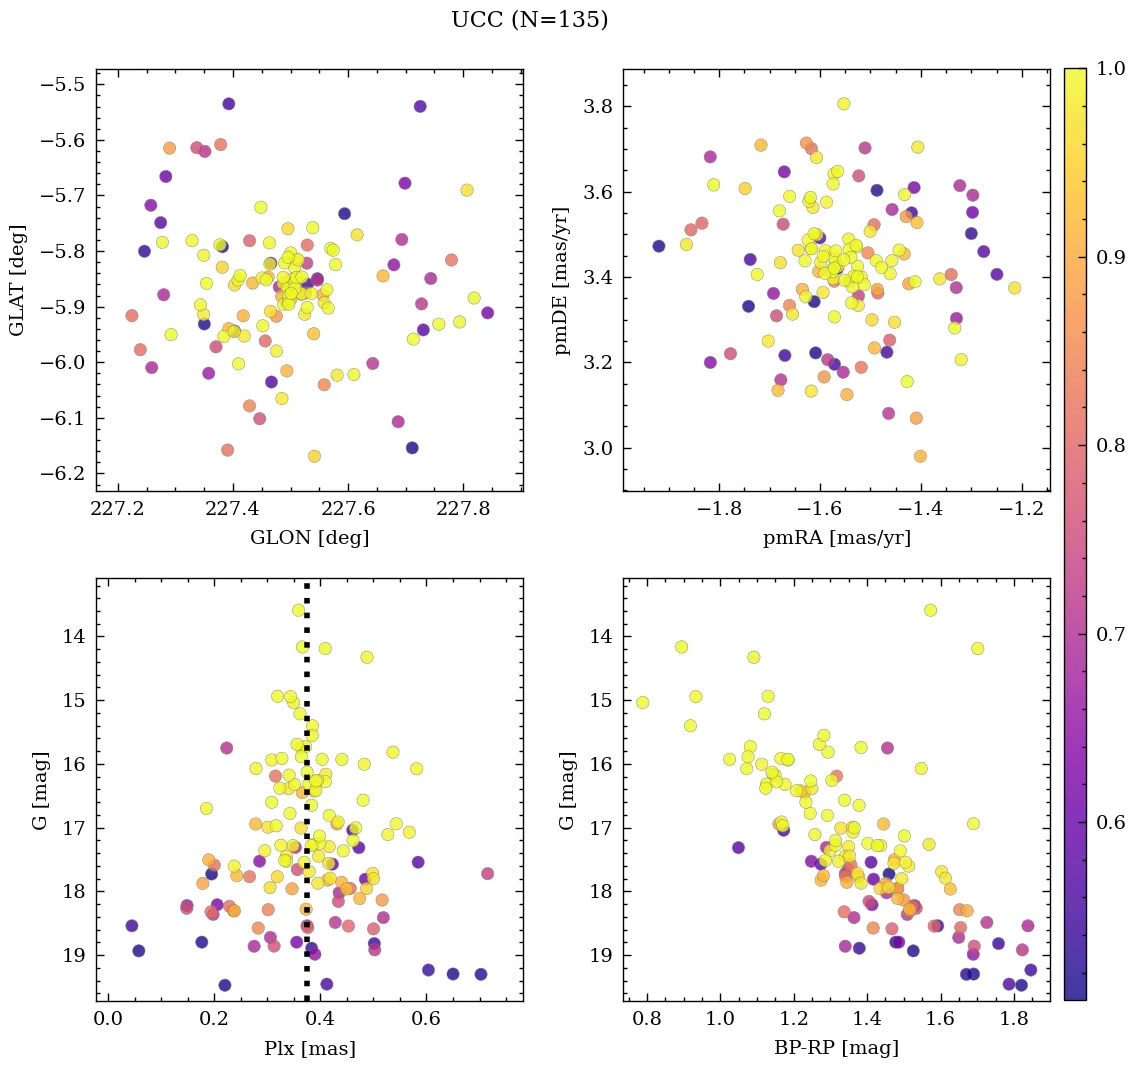 UCC (N=135)
−5.5
−5.6
−5.7
−5.8
−5.9
−6.0
−6.1
−6.2
GLAT [deg]
227.2 227.4 227.6 227.8
GLON [deg]
3.8
3.6
3.4
3.2
3.0
pmDE [mas/yr]
−1.8 −1.6 −1.4 −1.2
pmRA [mas/yr]
1.0
0.9
0.8
0.7
0.6
14
15
16
17
18
19
G [mag]
0.0 0.2 0.4 0.6
Plx [mas]
14
15
16
17
18
19
G [mag]
0.8 1.0 1.2 1.4 1.6 1.8
BP-RP [mag]